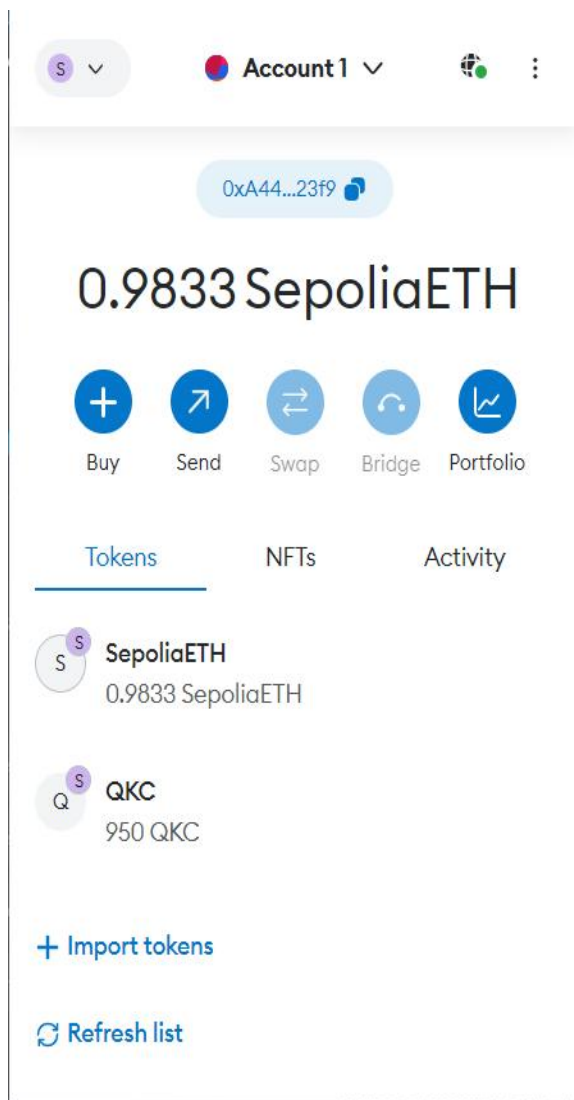 S Account 1
0xA44...23f9
0.9833 SepoliaETH
Buy Send Swap Bridge Portfolio
Tokens NFTs Activity
S S SepoliaETH
0.9833 SepoliaETH
Q S QKC
950 QKC
+ Import tokens
Refresh list